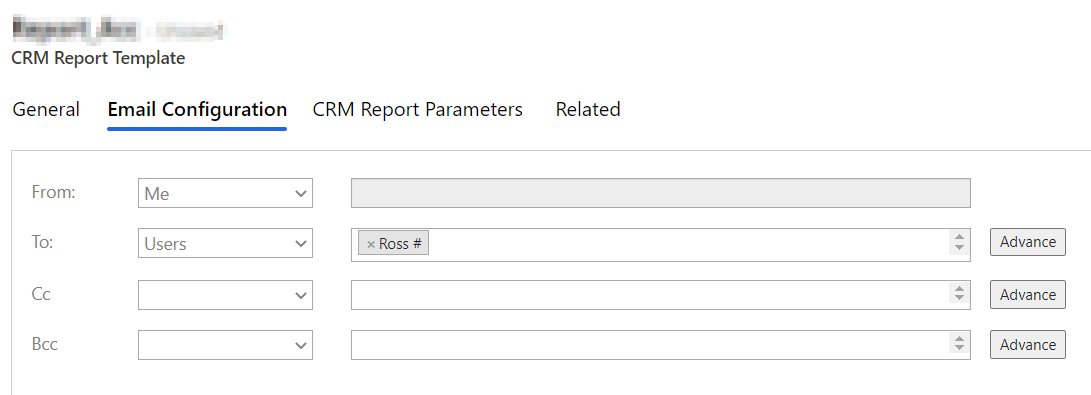 CRM Report Template
General Email Configuration CRM Report Parameters Related
From: Me
To: Users × Ross # Advance
Cc Advance
Bcc Advance